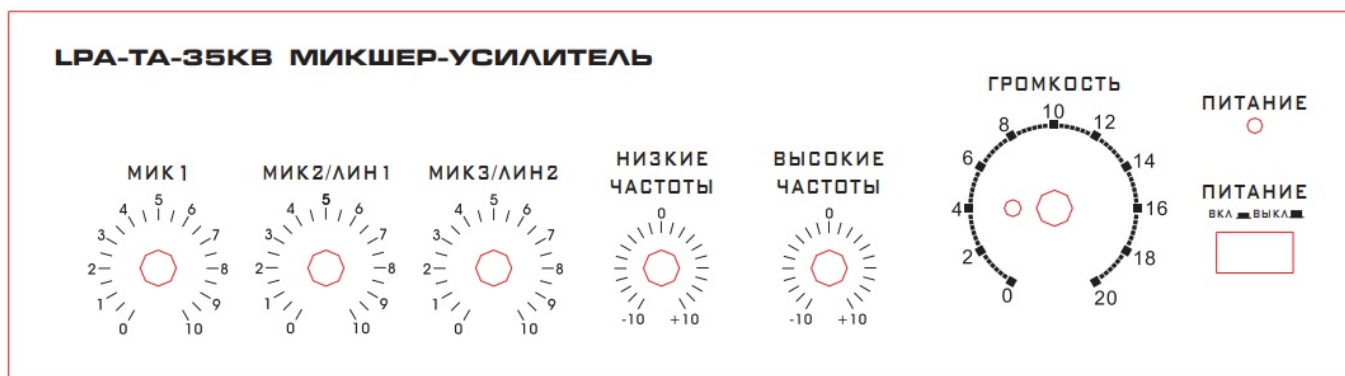 LPA-TA-35КВ МИКШЕР-УСИЛИТЕЛЬ
МИК1
0 1 2 3 4 5 6 7 8 9 10
МИК2/ЛИН1
0 1 2 3 4 5 6 7 8 9 10
МИК3/ЛИН2
0 1 2 3 4 5 6 7 8 9 10
НИЗКИЕ
ЧАСТОТЫ
0
-10 +10
ВЫСОКИЕ
ЧАСТОТЫ
0
-10 +10
ГРОМКОСТЬ
0 2 4 6 8 10 12 14 16 18 20
ПИТАНИЕ
ПИТАНИЕ
ВКЛ ВЫКЛ